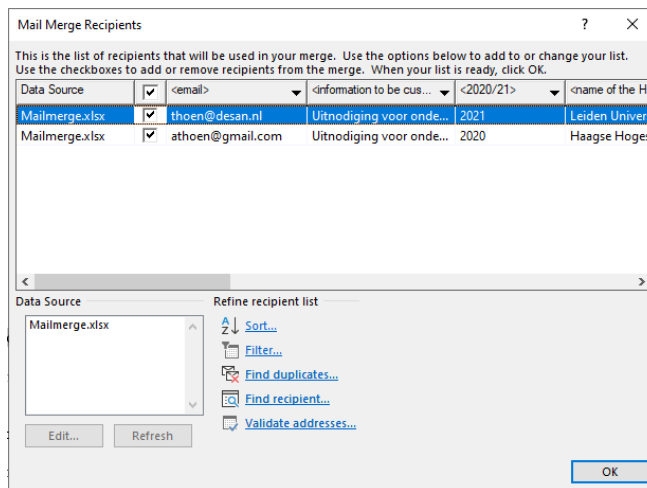 Mail Merge Recipients
This is the list of recipients that will be used in your merge. Use the options below to add to or change your list.
Use the checkboxes to add or remove recipients from the merge. When your list is ready, click OK.
Data Source <email> <information to be cus... <2020/21> <name of the H
Mailmerge.xlsx thoen@desan.nl Uitnodiging voor onde... 2021 Leiden Univer
Mailmerge.xlsx athoen@gmail.com Uitnodiging voor onde... 2020 Haagse Hoges
Data Source
Mailmerge.xlsx
Edit... Refresh
Refine recipient list
Sort...
Filter...
Find duplicates...
Find recipient...
Validate addresses...
OK